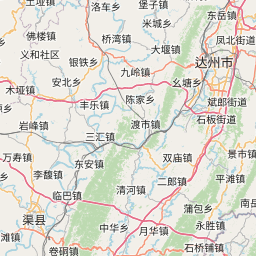 土垭镇
洛车乡
堡子镇
米城乡
东岳镇
佛楼镇
桥湾镇
大堰镇
凤北街道
义和社区
达州市
银铁乡
九岭镇
安北乡
幺塘乡
木垭镇
丰乐镇
陈家乡
斌郎街道
岩峰镇
渡市镇
石板街道
三汇镇
万寿镇
东安镇
双庙镇
景市镇
李馥镇
临巴镇
清河镇
二郎镇
平滩镇
渠县
蒲包乡
南岳
中华乡
月华镇
永胜镇
卷硐镇
石桥铺镇